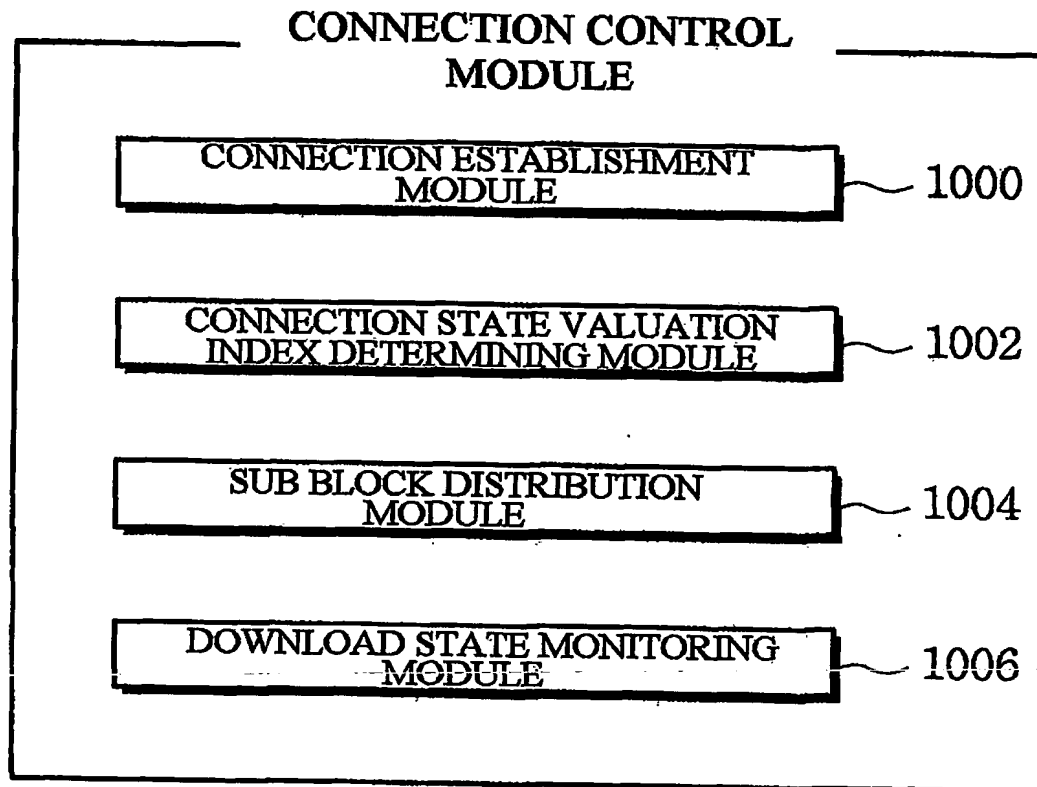 CONNECTION CONTROL
MODULE
CONNECTION ESTABLISHMENT
MODULE
1000
CONNECTION STATE VALUATION
INDEX DETERMINING MODULE
1002
SUB BLOCK DISTRIBUTION
MODULE
1004
DOWNLOAD STATE MONITORING
MODULE
1006